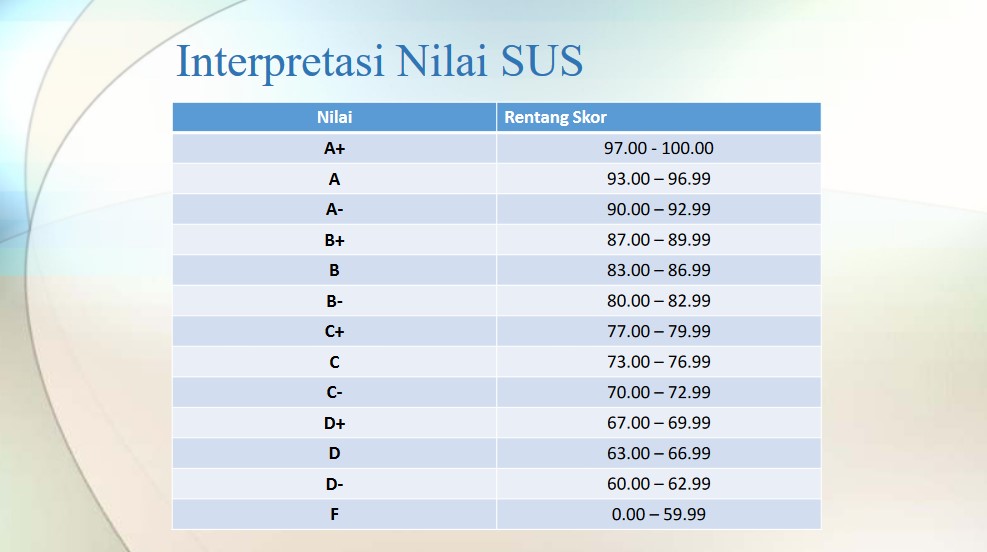 Interpretasi Nilai SUS
Nilai Rentang Skor
A+ 97.00 - 100.00
A 93.00 – 96.99
A- 90.00 – 92.99
B+ 87.00 – 89.99
B 83.00 – 86.99
B- 80.00 – 82.99
C+ 77.00 – 79.99
C 73.00 – 76.99
C- 70.00 – 72.99
D+ 67.00 – 69.99
D 63.00 – 66.99
D- 60.00 – 62.99
F 0.00 – 59.99